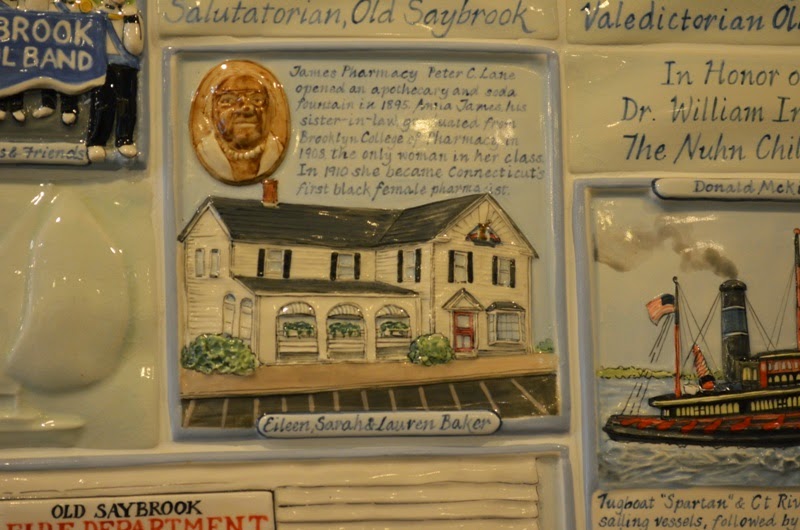 Salutatorian, Old Saybrook
Valedictorian Ol
BROOK
L BAND
s & Friends
James Pharmacy Peter C. Lane
opened an apothecary and soda
fountain in 1895. Anna James, his
sister-in-law, graduated from
Brooklyn College of Pharmacy in
1908, the only woman in her class.
In 1910 she became Connecticut's
first black female pharmacist.
Eileen, Sarah & Lauren Baker
In Honor o
Dr. William Ir
The Nuhn Chil
Donald McK
Tugboat "Spartan" & Ct Riv
sailing vessels, followed b
OLD SAYBROOK
FIRE DEPARTMENT